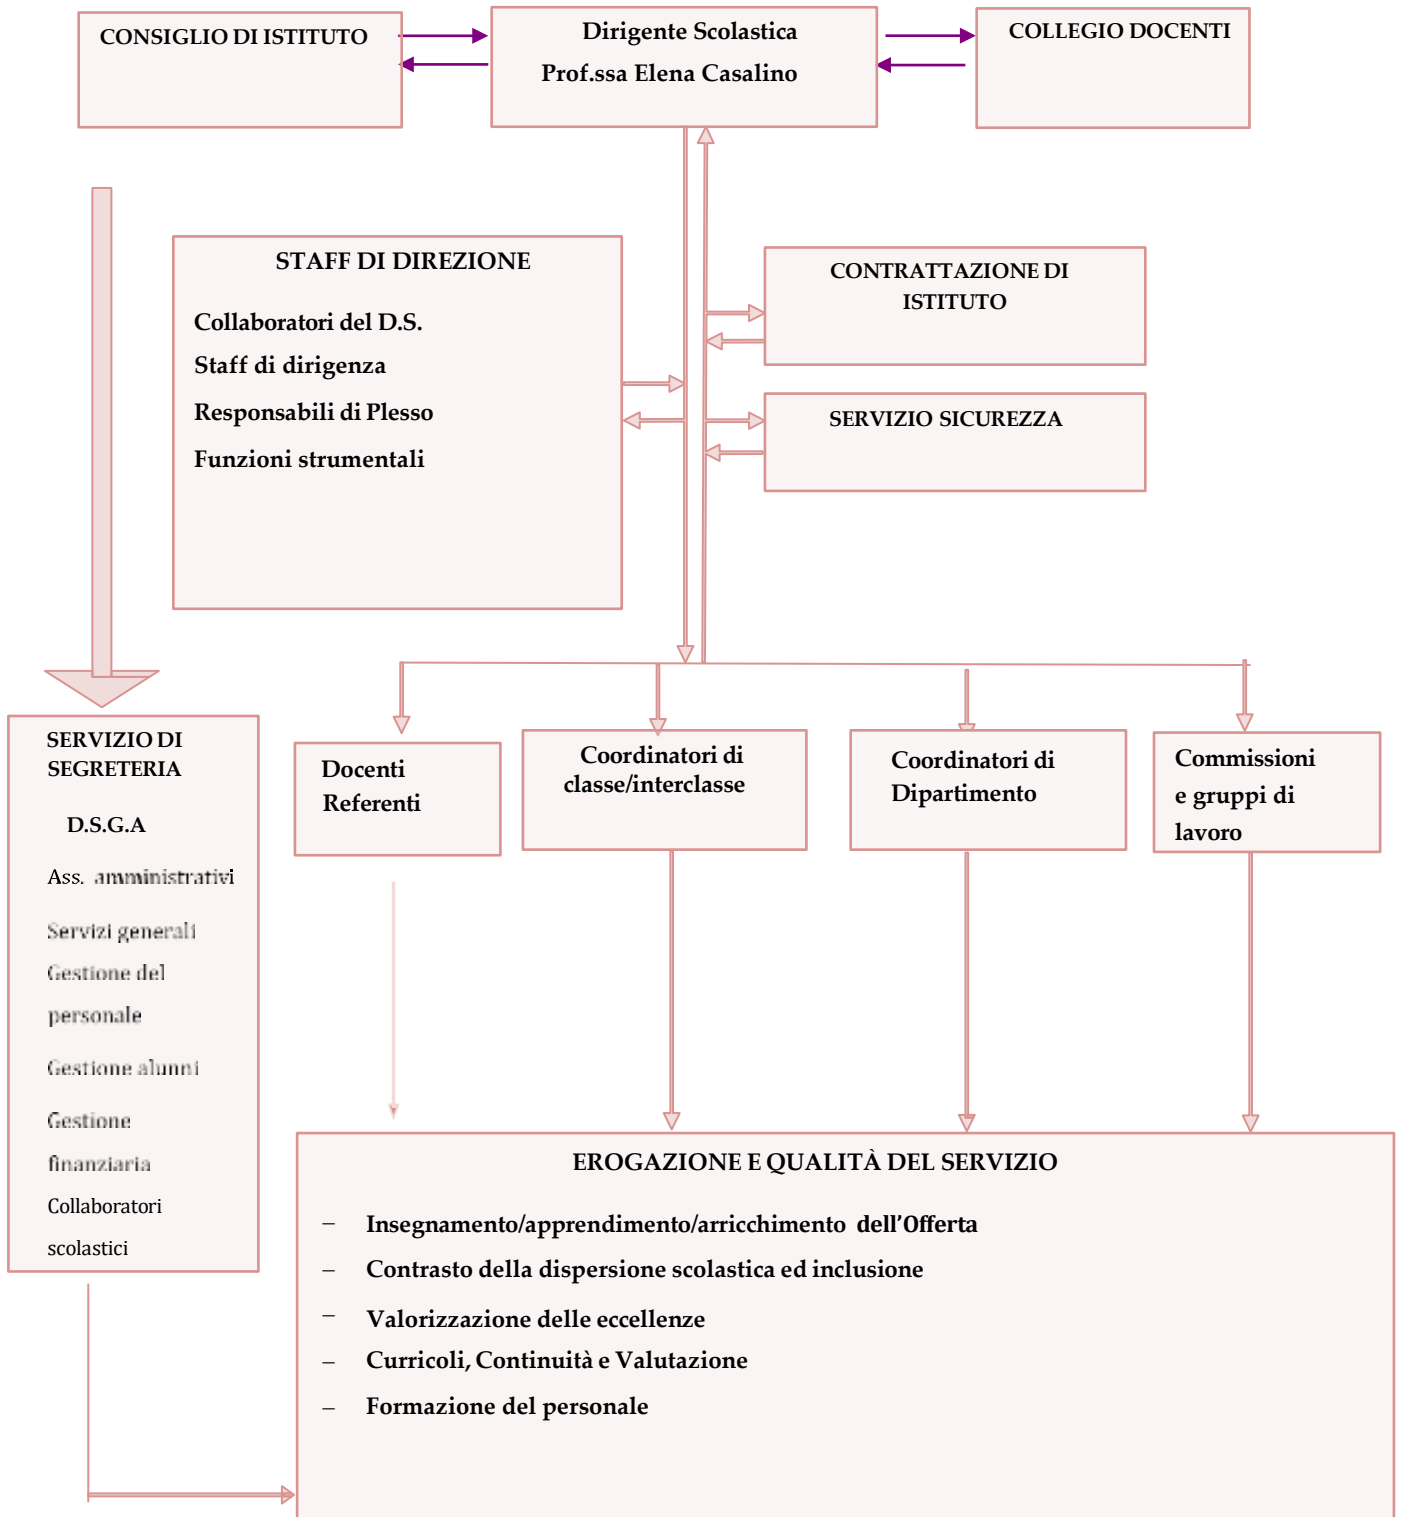 CONSIGLIO DI ISTITUTO
Dirigente Scolastica
Prof.ssa Elena Casalino
COLLEGIO DOCENTI
STAFF DI DIREZIONE
Collaboratori del D.S.
Staff di dirigenza
Responsabili di Plesso
Funzioni strumentali
CONTRATTAZIONE DI
ISTITUTO
SERVIZIO SICUREZZA
SERVIZIO DI
SEGRETERIA
D.S.G.A
Ass. amministrativi
Servizi generali
Gestione del
personale
Gestione alunni
Gestione
finanziaria
Collaboratori
scolastici
Docenti
Referenti
Coordinatori di
classe/interclasse
Coordinatori di
Dipartimento
Commissioni
e gruppi di
lavoro
EROGAZIONE E QUALITÀ DEL SERVIZIO
– Insegnamento/apprendimento/arricchimento dell'Offerta
– Contrasto della dispersione scolastica ed inclusione
– Valorizzazione delle eccellenze
– Curricoli, Continuità e Valutazione
– Formazione del personale